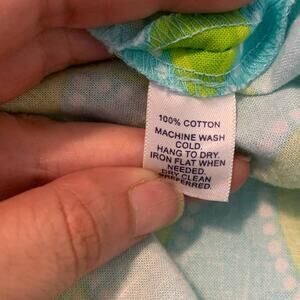 100% COTTON
MACHINE WASH
COLD.
HANG TO DRY.
IRON FLAT WHEN
NEEDED.
DRY CLEAN
PREFERRED.